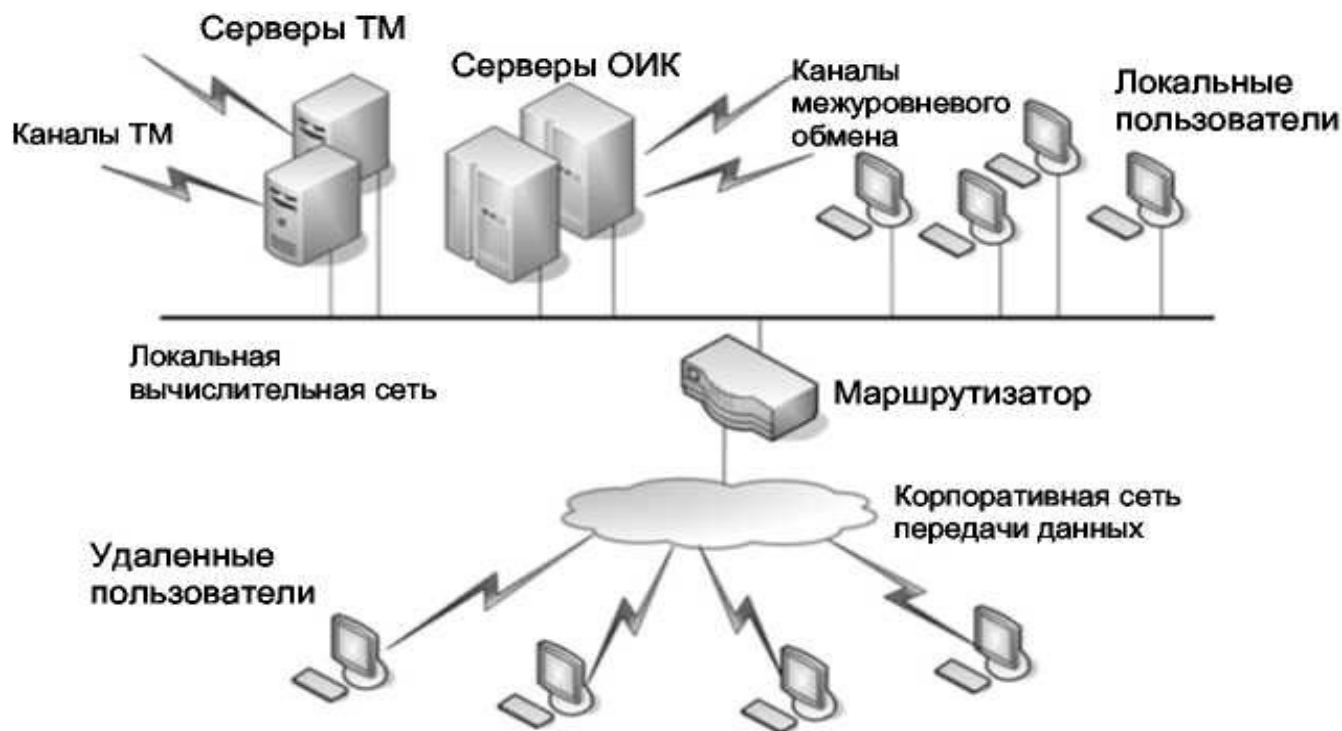 Серверы ТМ
Серверы ОИК
Каналы
межуровневого
обмена
Локальные
пользователи
Каналы ТМ
Локальная
вычислительная сеть
Маршрутизатор
Корпоративная сеть
передачи данных
Удаленные
пользователи